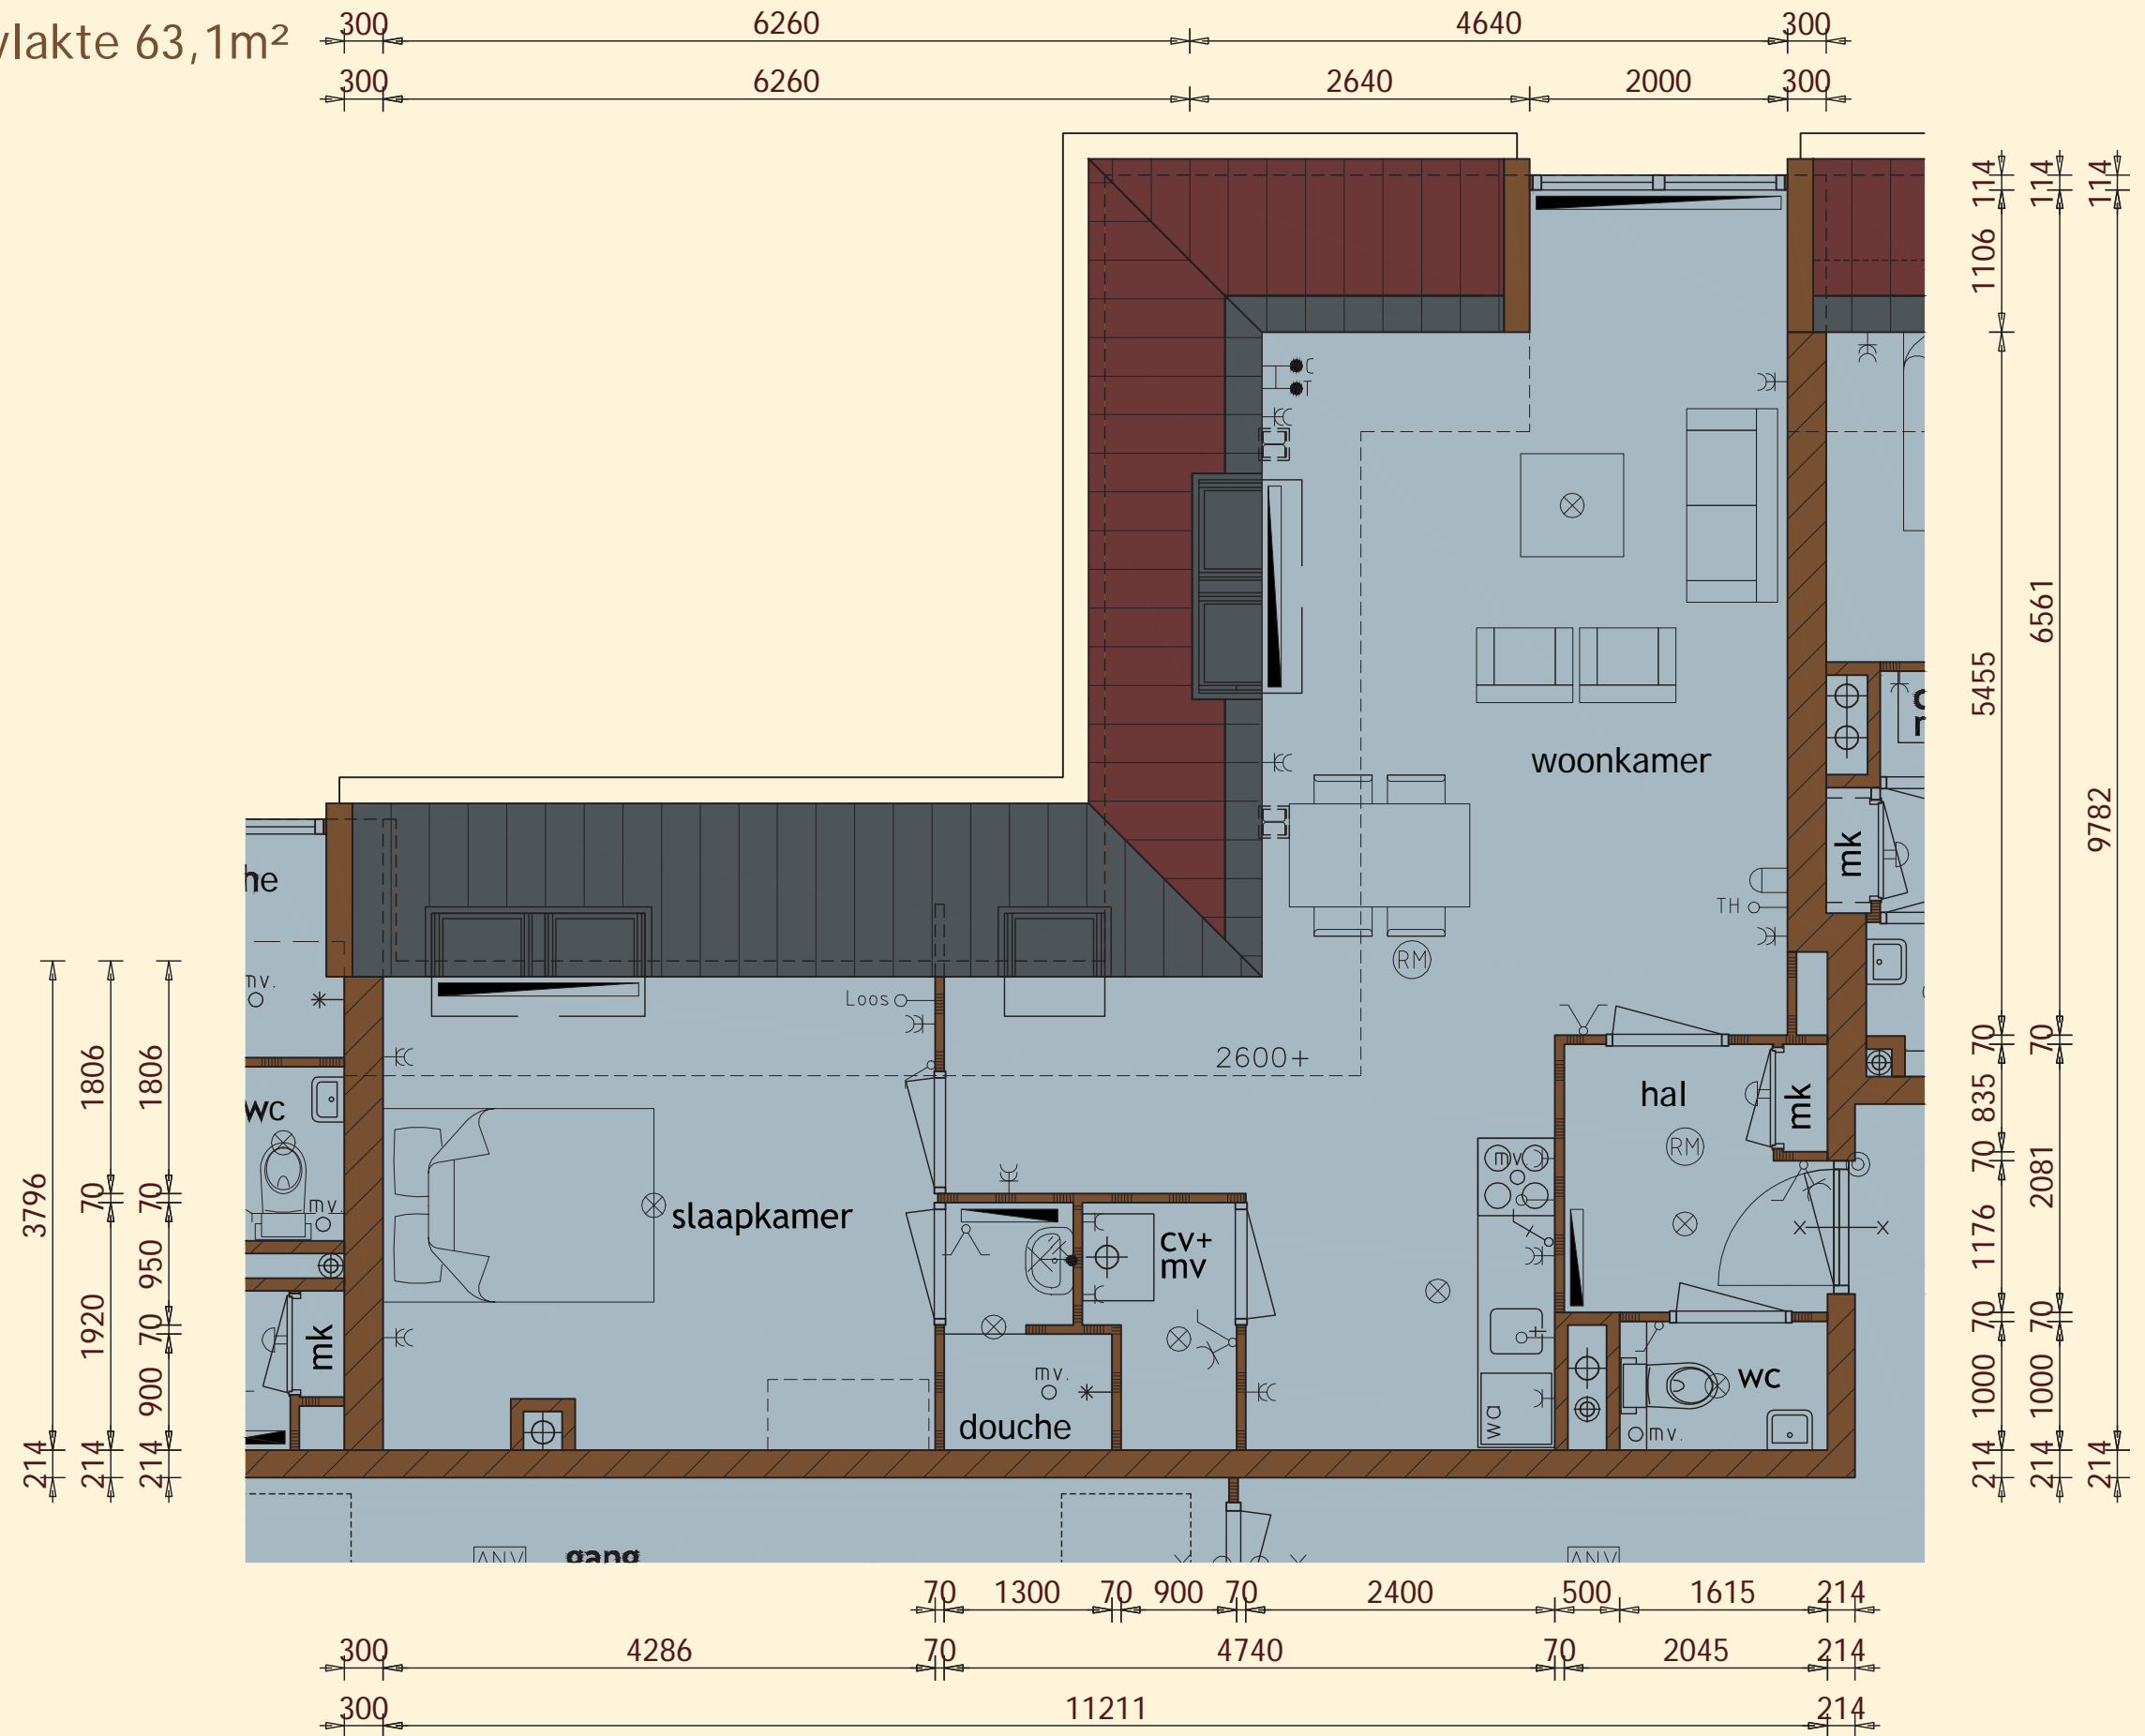 vlakte 63,1m²
300 6260 4640 300
300 6260 2640 2000 300
114 114 114
1106
C
T
6561
5455
woonkamer
9782
mk
he
TH
mv.
RM
Loos
2600+
70 70
1806 1806
hal
mk
835
wc
RM
mv
70
3796
70 70
mv.
slaapkamer
cv+
mv
2081
1176
950
1920
70
mk
70 70
mv.
wc
900
1000 1000
douche
wa
mv.
214 214 214
214 214 214
ANV
gang
ANV
70 1300 70 900 70 2400 500 1615 214
300 4286 70 4740 70 2045 214
300 11211 214